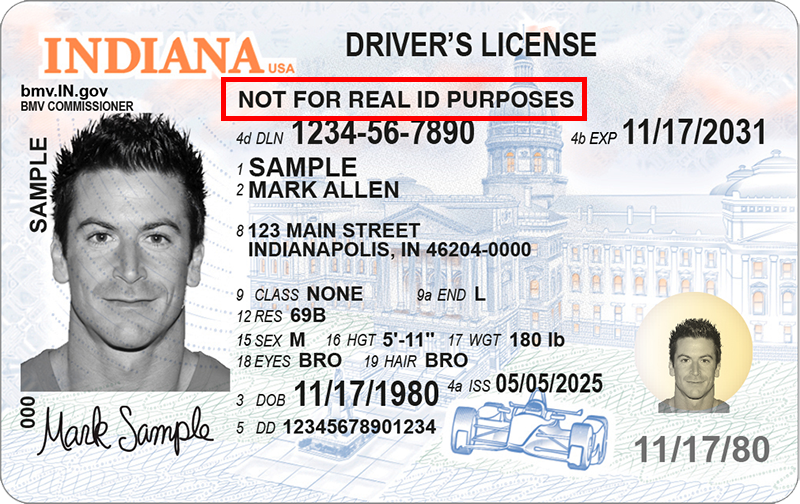 INDIANA USA
DRIVER'S LICENSE
bmv.IN.gov
BMV COMMISSIONER
NOT FOR REAL ID PURPOSES
4d DLN 1234-56-7890
4b EXP 11/17/2031
SAMPLE
1 SAMPLE
2 MARK ALLEN
8 123 MAIN STREET
INDIANAPOLIS, IN 46204-0000
9 CLASS NONE 9a END L
12 RES 69B
15 SEX M 16 HGT 5'-11" 17 WGT 180 lb
18 EYES BRO 19 HAIR BRO
3 DOB 11/17/1980 4a ISS 05/05/2025
5 DD 12345678901234
000
Mark Sample
11/17/80